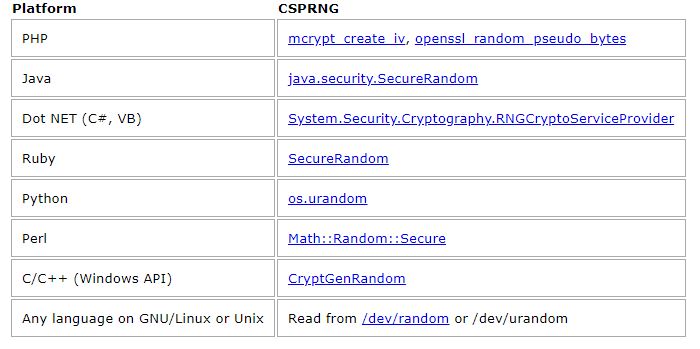 Platform CSPRNG
PHP mcrypt_create_iv, openssl_random_pseudo_bytes
Java java.security.SecureRandom
Dot NET (C#, VB) System.Security.Cryptography.RNGCryptoServiceProvider
Ruby SecureRandom
Python os.urandom
Perl Math::Random::Secure
C/C++ (Windows API) CryptGenRandom
Any language on GNU/Linux or Unix Read from /dev/random or /dev/urandom